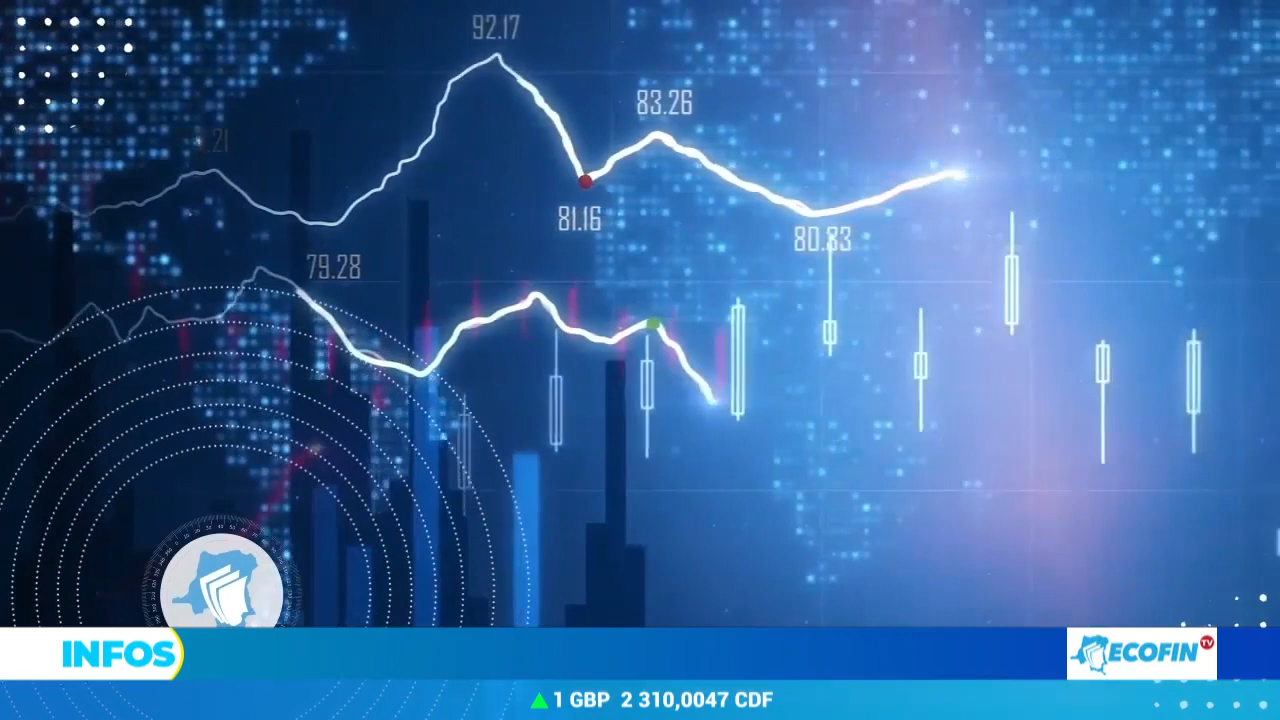 92.17
83.26
81.16
80.83
79.28
INFOS
ECOFIN TV
1 GBP 2 310,0047 CDF